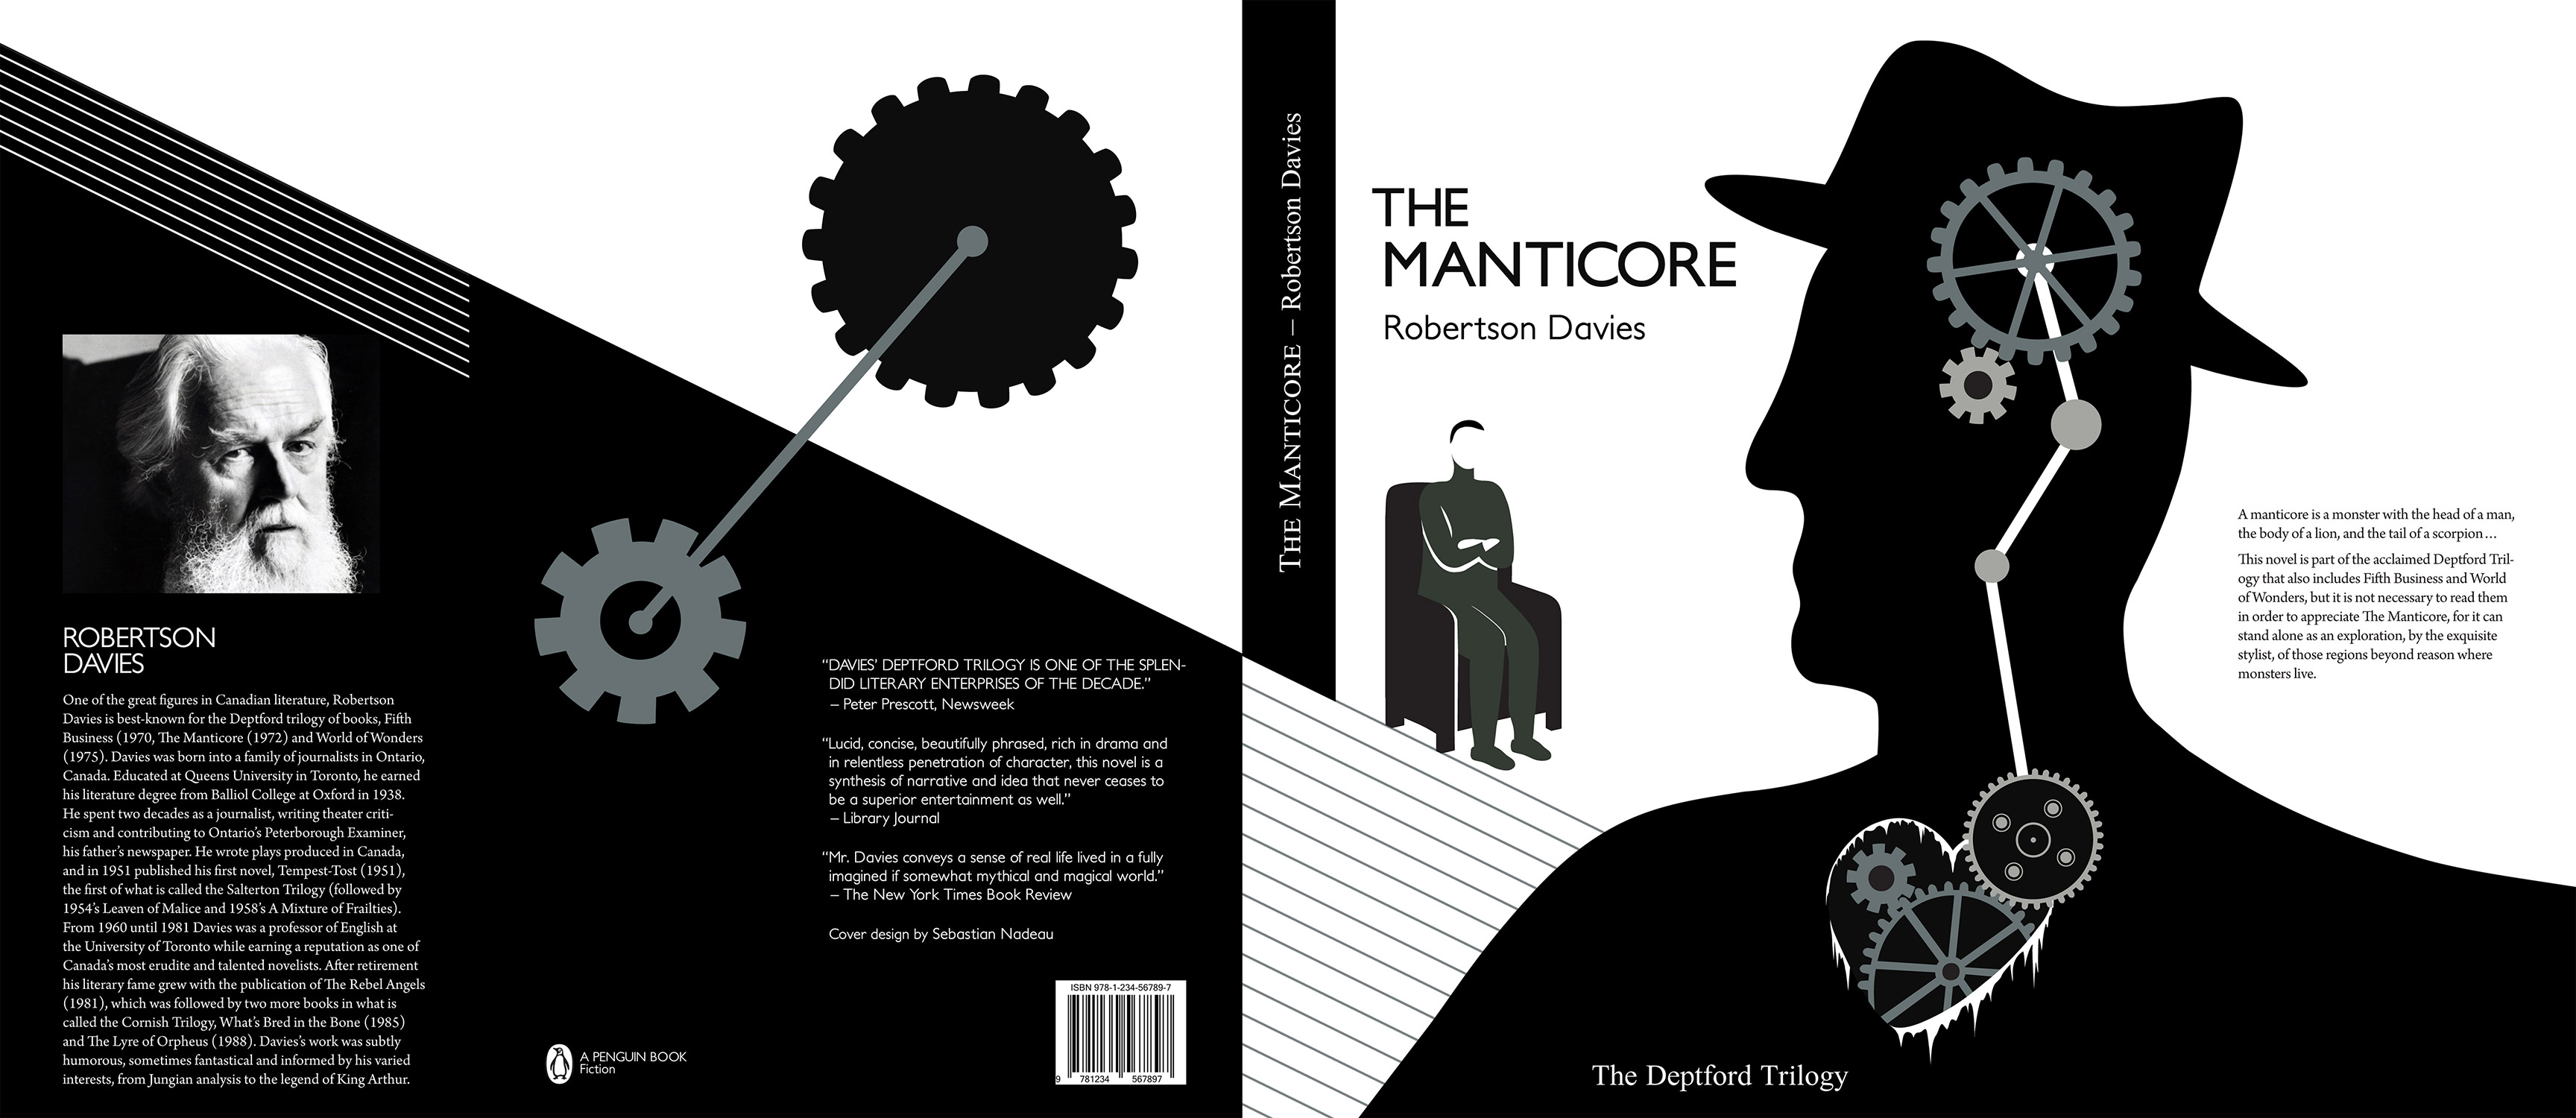 ROBERTSON
DAVIES
One of the great figures in Canadian literature, Robertson
Davies is best-known for the Deptford trilogy of books, Fifth
Business (1970, The Manticore (1972) and World of Wonders
(1975). Davies was born into a family of journalists in Ontario,
Canada. Educated at Queens University in Toronto, he earned
his literature degree from Balliol College at Oxford in 1938.
He spent two decades as a journalist, writing theater criti-
cism and contributing to Ontario's Peterborough Examiner,
his father's newspaper. He wrote plays produced in Canada,
and in 1951 published his first novel, Tempest-Tost (1951),
the first of what is called the Salterton Trilogy (followed by
1954's Leaven of Malice and 1958's A Mixture of Frailties).
From 1960 until 1981 Davies was a professor of English at
the University of Toronto while earning a reputation as one of
Canada's most erudite and talented novelists. After retirement
his literary fame grew with the publication of The Rebel Angels
(1981), which was followed by two more books in what is
called the Cornish Trilogy, What's Bred in the Bone (1985)
and The Lyre of Orpheus (1988). Davies's work was subtly
humorous, sometimes fantastical and informed by his varied
interests, from Jungian analysis to the legend of King Arthur.
A PENGUIN BOOK
Fiction
“DAVIES’ DEPTFORD TRILOGY IS ONE OF THE SPLEN-
DID LITERARY ENTERPRISES OF THE DECADE.”
– Peter Prescott, Newsweek
“Lucid, concise, beautifully phrased, rich in drama and
in relentless penetration of character, this novel is a
synthesis of narrative and idea that never ceases to
be a superior entertainment as well.”
– Library Journal
“Mr. Davies conveys a sense of real life lived in a fully
imagined if somewhat mythical and magical world.”
– The New York Times Book Review
Cover design by Sebastian Nadeau
ISBN 978-1-234-56789-7
9 781234 567897
The Manticore – Robertson Davies
THE
MANTICORE
Robertson Davies
The Deptford Trilogy
A manticore is a monster with the head of a man,
the body of a lion, and the tail of a scorpion…
This novel is part of the acclaimed Deptford Tril-
ogy that also includes Fifth Business and World
of Wonders, but it is not necessary to read them
in order to appreciate The Manticore, for it can
stand alone as an exploration, by the exquisite
stylist, of those regions beyond reason where
monsters live.